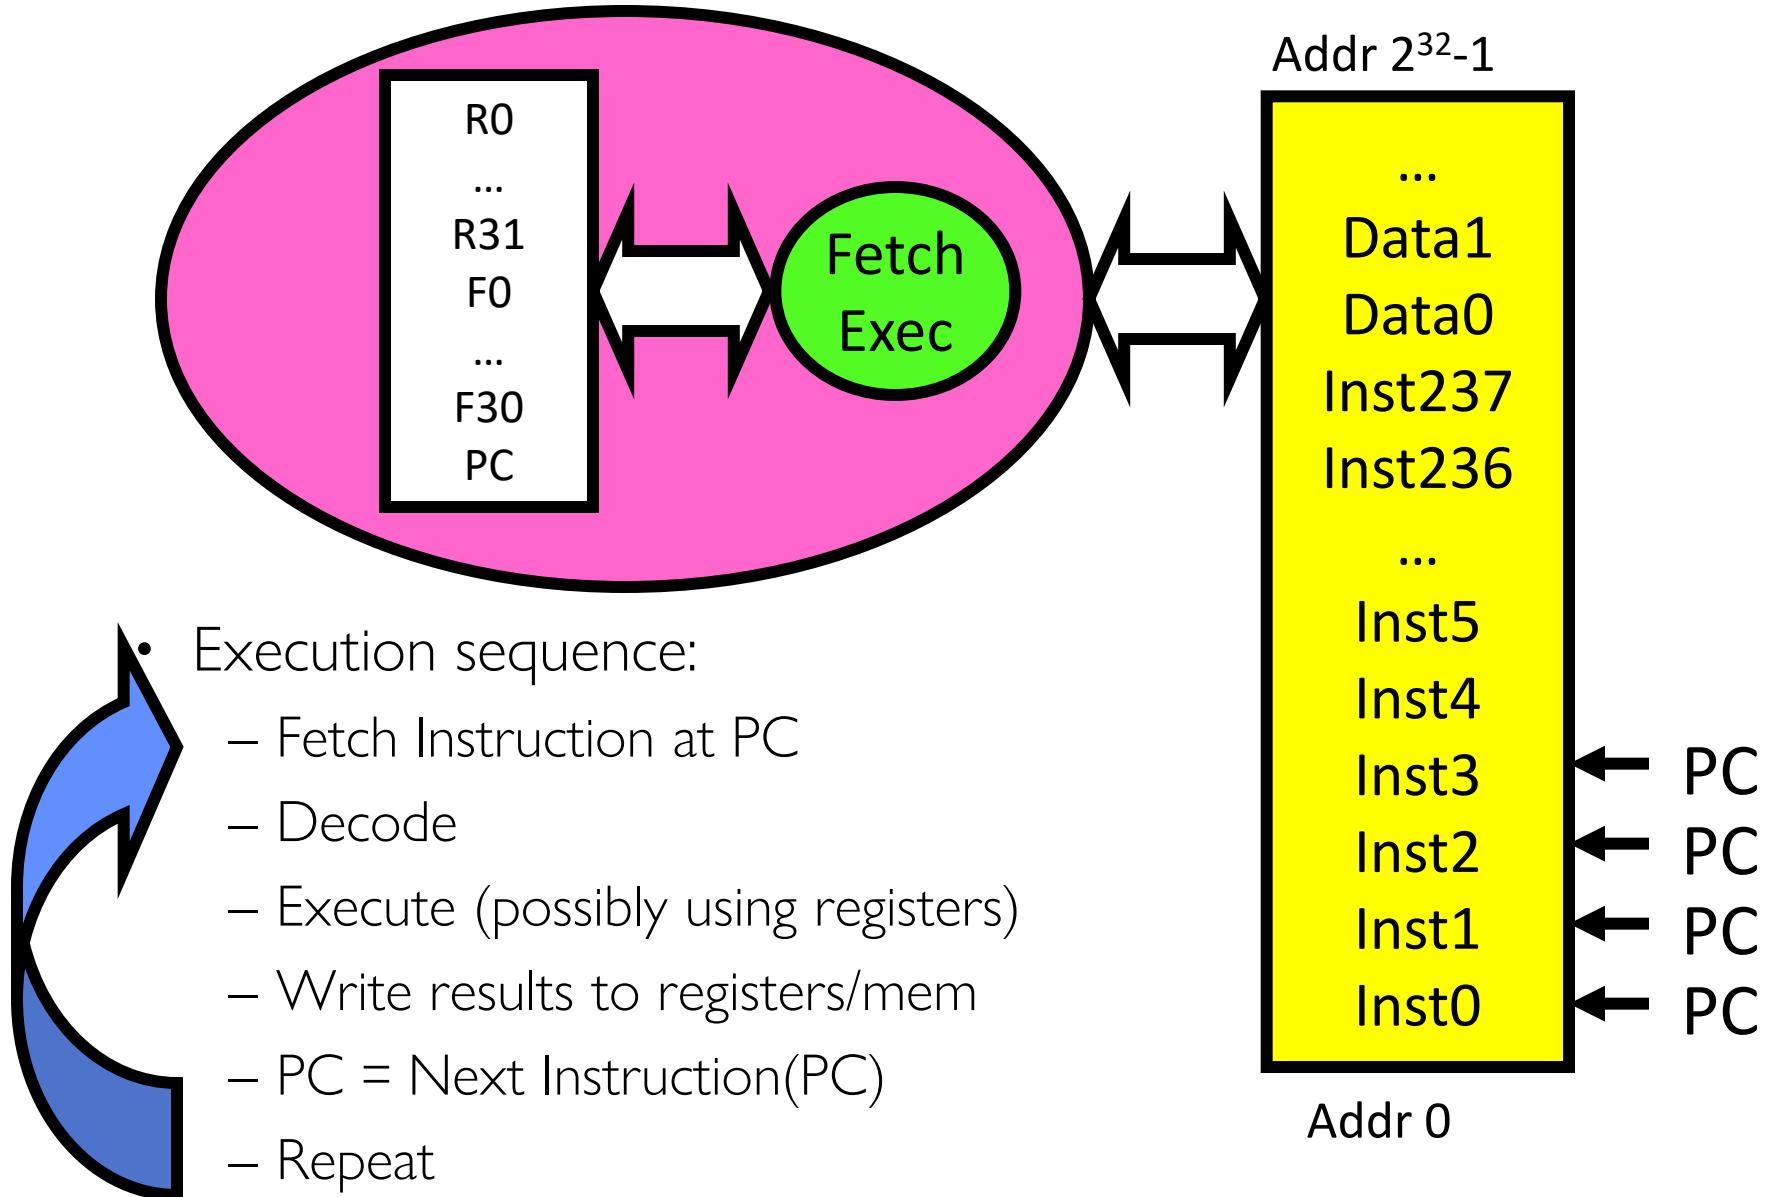 R0
...
R31
F0
...
F30
PC
Fetch
Exec
Addr 2³²-1
...
Data1
Data0
Inst237
Inst236
...
Inst5
Inst4
Inst3
Inst2
Inst1
Inst0
Addr 0
PC
PC
PC
PC
• Execution sequence:
– Fetch Instruction at PC
– Decode
– Execute (possibly using registers)
– Write results to registers/mem
– PC = Next Instruction(PC)
– Repeat